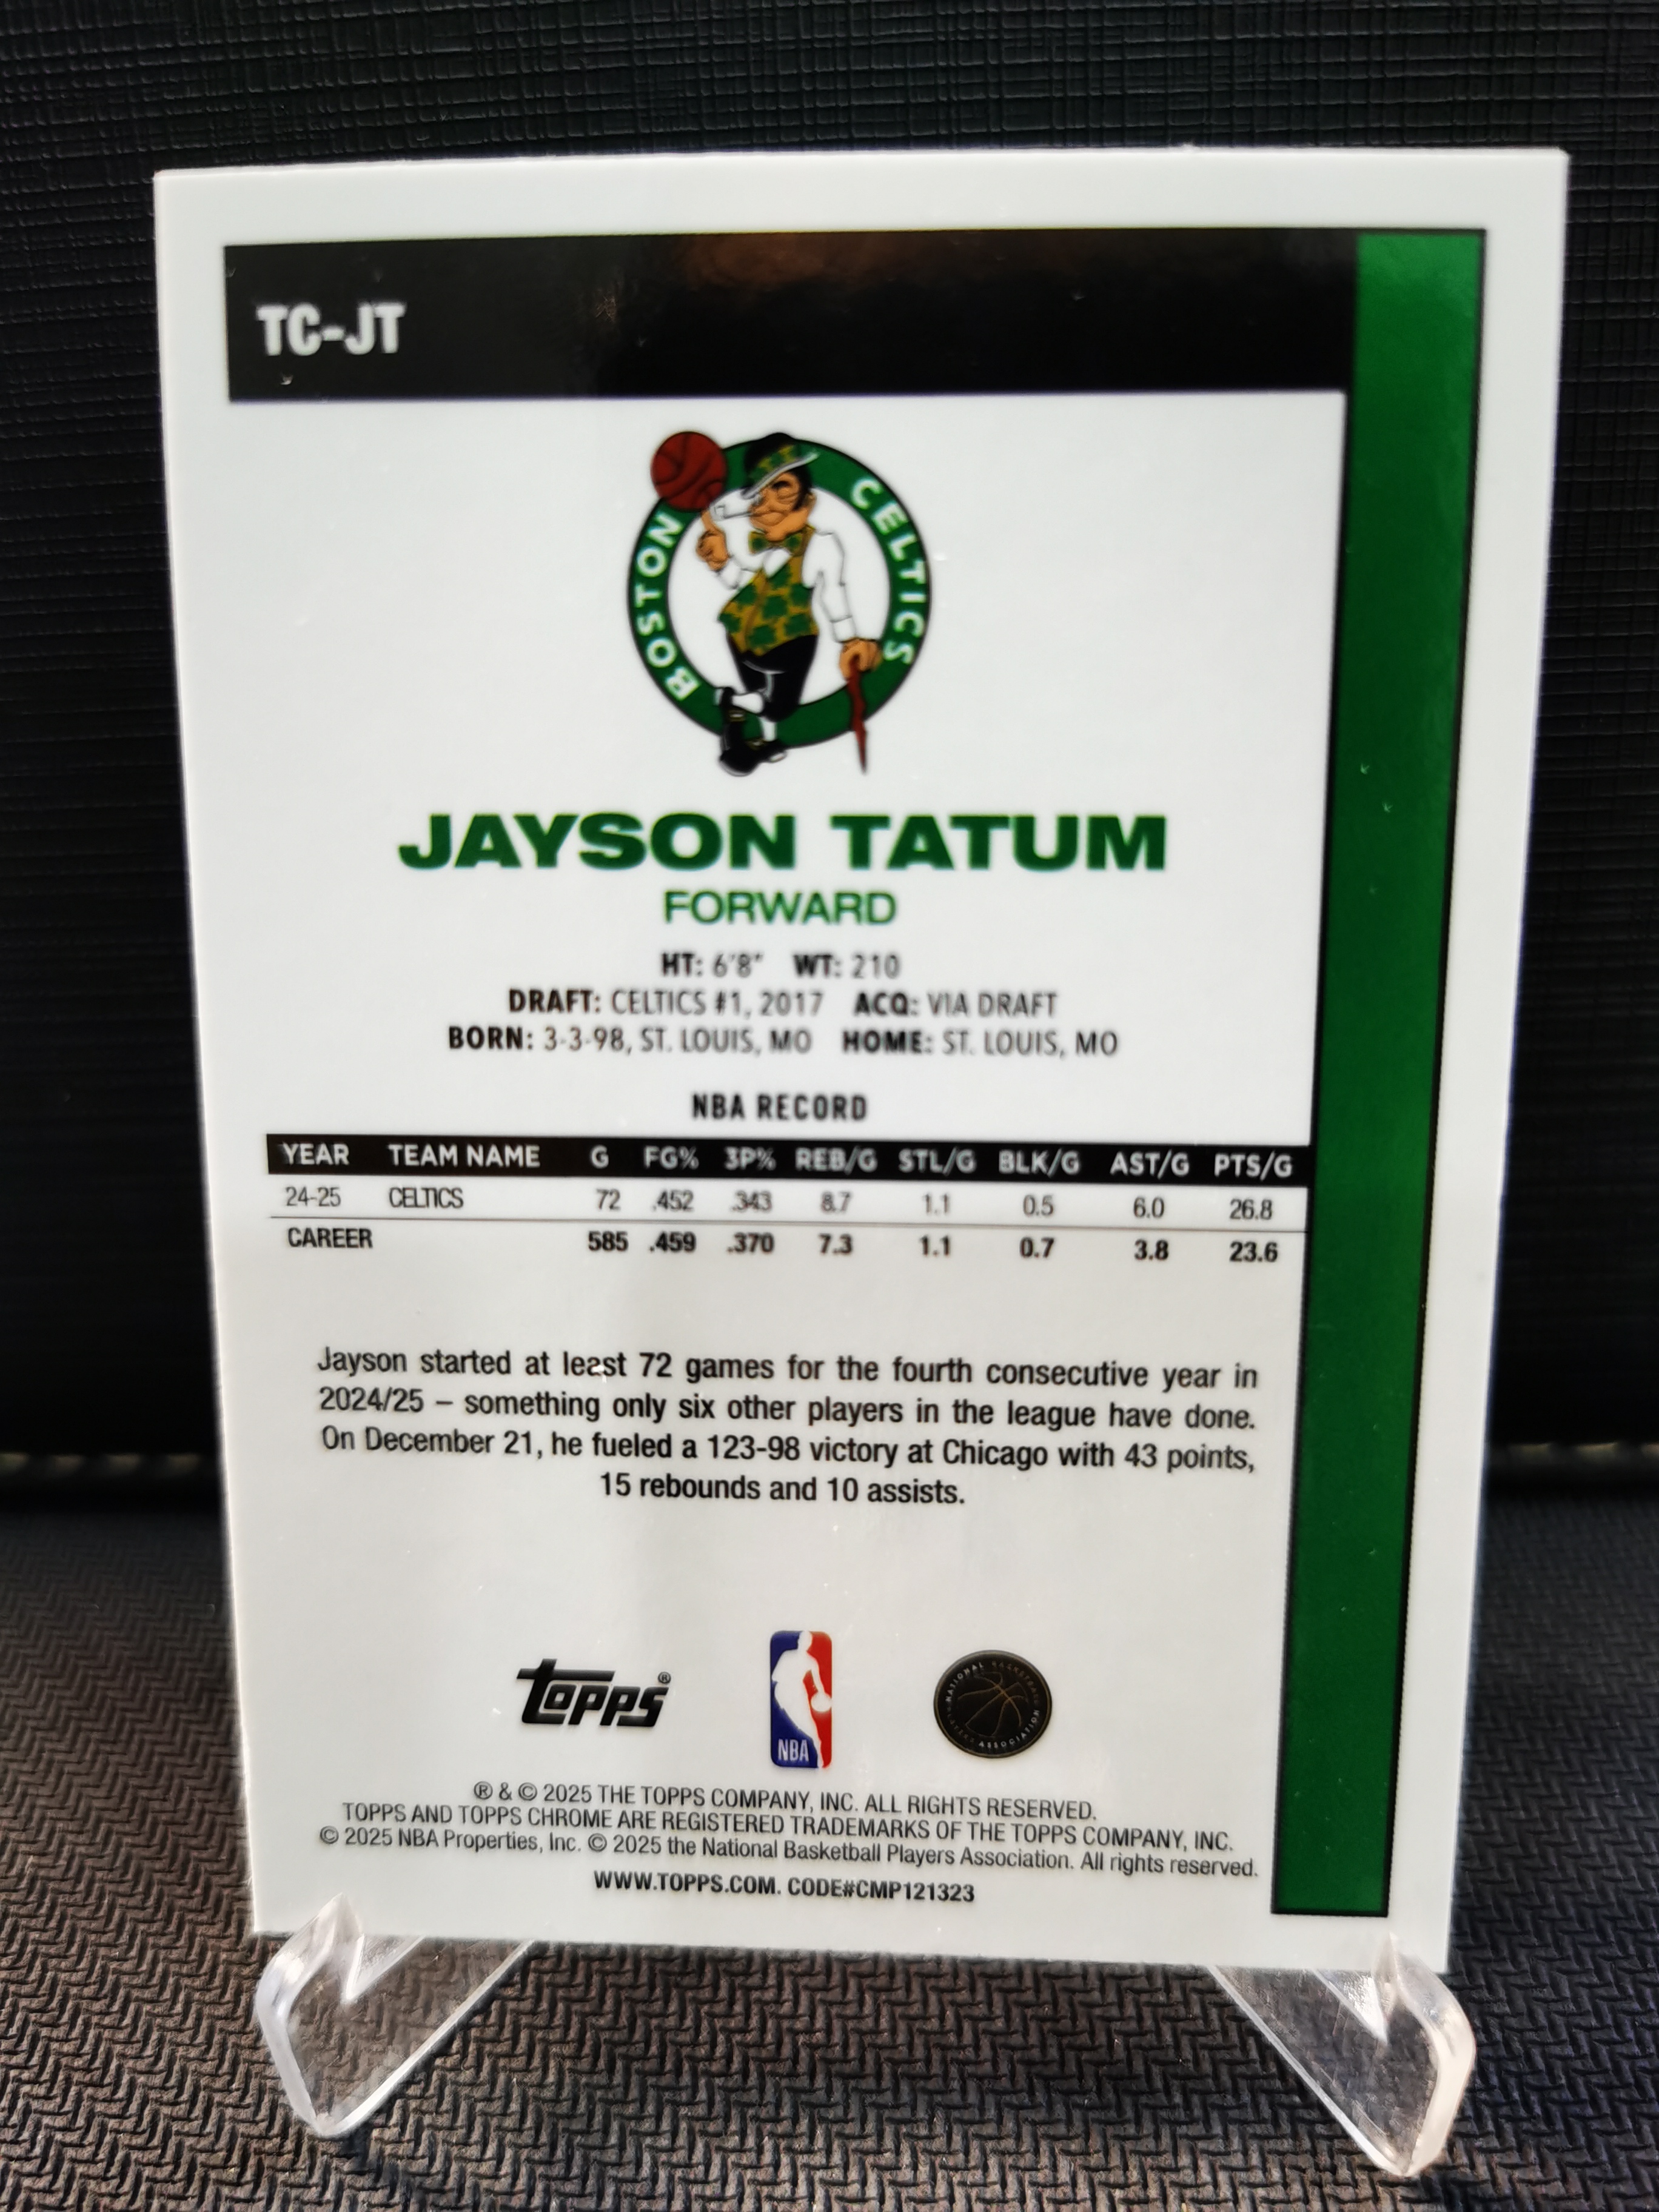 TC-JT
BOSTON CELTICS
JAYSON TATUM
FORWARD
HT: 6'8" WT: 210
DRAFT: CELTICS #1, 2017 ACQ: VIA DRAFT
BORN: 3-3-98, ST. LOUIS, MO HOME: ST. LOUIS, MO
NBA RECORD
YEAR TEAM NAME G FG% 3P% REB/G STL/G BLK/G AST/G PTS/G
24-25 CELTICS 72 .452 .343 8.7 1.1 0.5 6.0 26.8
CAREER 585 .459 .370 7.3 1.1 0.7 3.8 23.6
Jayson started at least 72 games for the fourth consecutive year in
2024/25 – something only six other players in the league have done.
On December 21, he fueled a 123-98 victory at Chicago with 43 points,
15 rebounds and 10 assists.
topps®
NBA
NATIONAL BASKETBALL PLAYERS ASSOCIATION
® & © 2025 THE TOPPS COMPANY, INC. ALL RIGHTS RESERVED.
TOPPS AND TOPPS CHROME ARE REGISTERED TRADEMARKS OF THE TOPPS COMPANY, INC.
© 2025 NBA Properties, Inc. © 2025 the National Basketball Players Association. All rights reserved.
WWW.TOPPS.COM. CODE#CMP121323